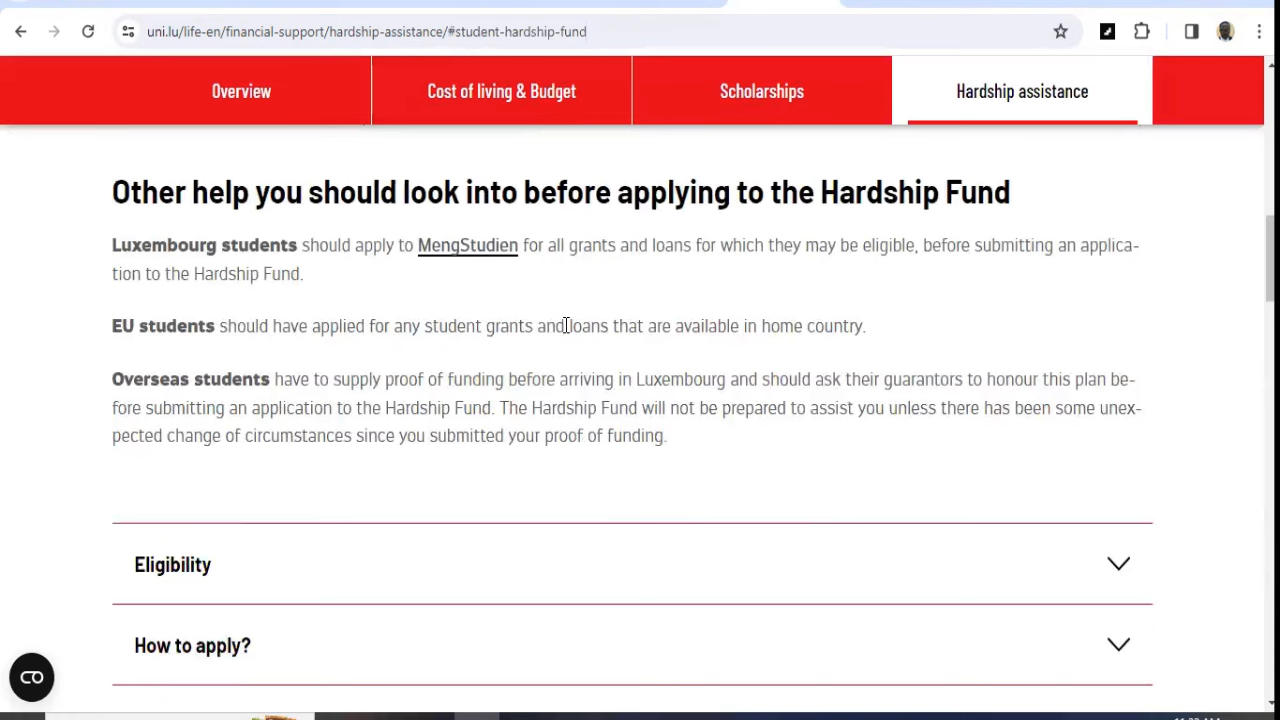 uni.lu/life-en/financial-support/hardship-assistance/#student-hardship-fund
Overview
Cost of living & Budget
Scholarships
Hardship assistance
Other help you should look into before applying to the Hardship Fund
Luxembourg students should apply to MengStudien for all grants and loans for which they may be eligible, before submitting an applica-
tion to the Hardship Fund.
EU students should have applied for any student grants and loans that are available in home country.
Overseas students have to supply proof of funding before arriving in Luxembourg and should ask their guarantors to honour this plan be-
fore submitting an application to the Hardship Fund. The Hardship Fund will not be prepared to assist you unless there has been some unex-
pected change of circumstances since you submitted your proof of funding.
Eligibility
How to apply?